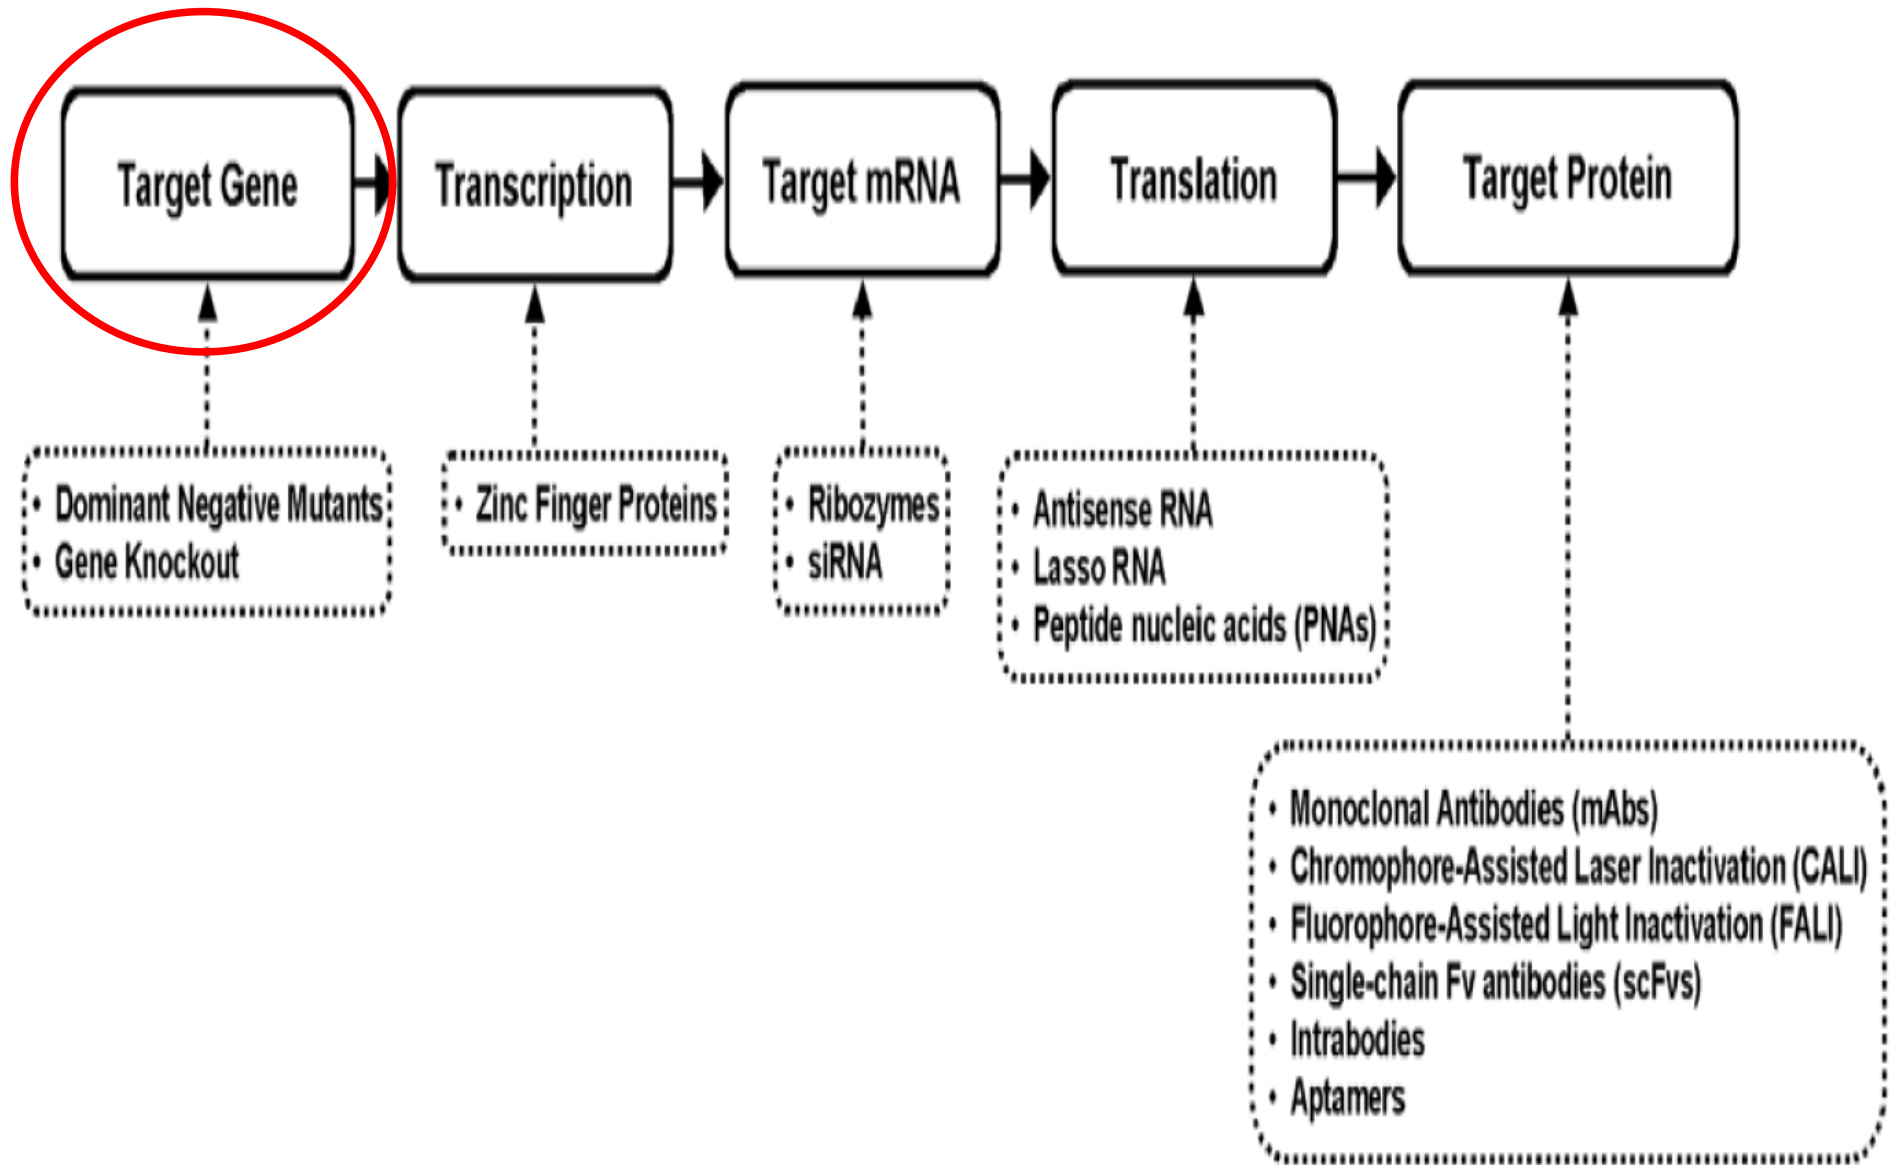 Target Gene
Transcription
Target mRNA
Translation
Target Protein
• Dominant Negative Mutants
• Gene Knockout
• Zinc Finger Proteins
• Ribozymes
• siRNA
• Antisense RNA
• Lasso RNA
• Peptide nucleic acids (PNAs)
• Monoclonal Antibodies (mAbs)
• Chromophore-Assisted Laser Inactivation (CALI)
• Fluorophore-Assisted Light Inactivation (FALI)
• Single-chain Fv antibodies (scFvs)
• Intrabodies
• Aptamers